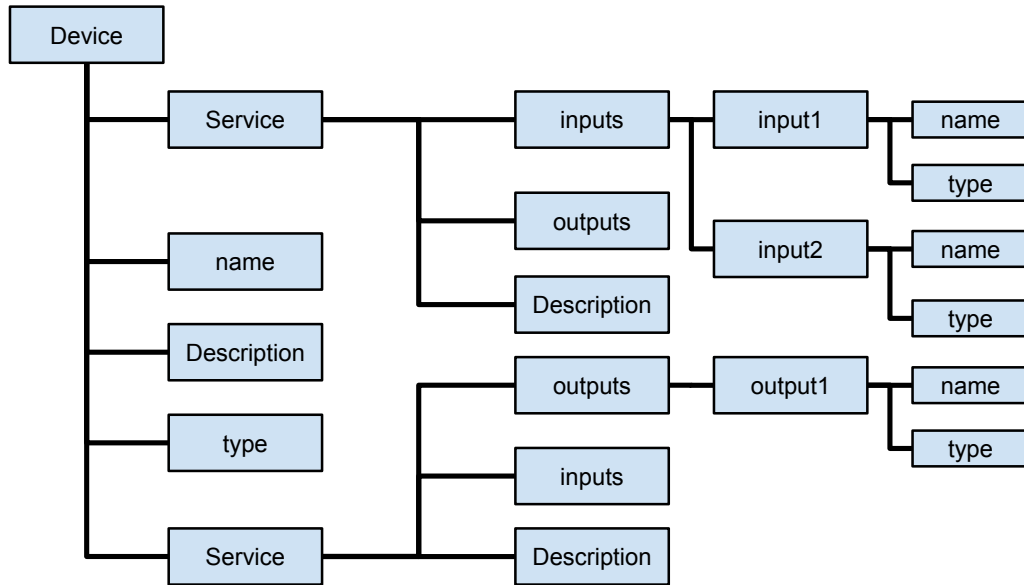 Device
Service
inputs
input1
name
type
outputs
input2
name
name
Description
type
Description
outputs
output1
name
type
type
inputs
Service
Description